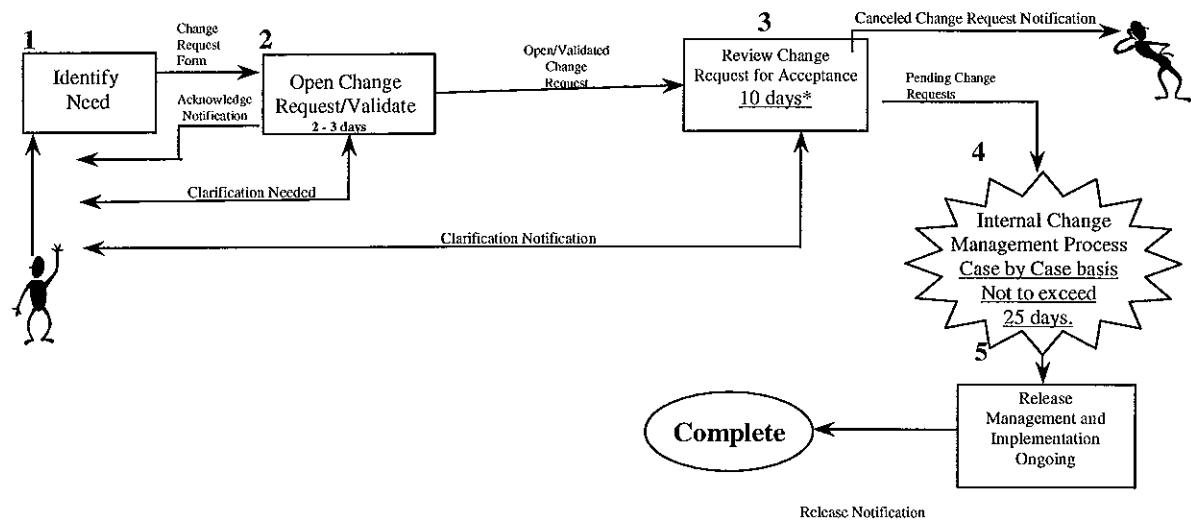 1
Identify
Need
Change
Request
Form
2
Open Change
Request/Validate
2 - 3 days
Acknowledge
Notification
Clarification Needed
Clarification Notification
Open/Validated
Change
Request
3
Review Change
Request for Acceptance
10 days*
Canceled Change Request Notification
Pending Change
Requests
4
Internal Change
Management Process
Case by Case basis
Not to exceed
25 days.
5
Release
Management and
Implementation
Ongoing
Complete
Release Notification